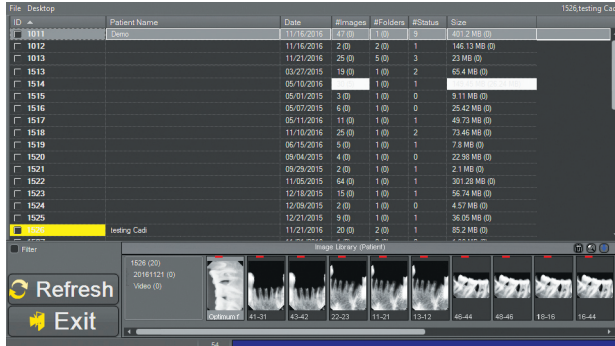 File Desktop 1526,testing Cadi
ID Patient Name Date #Images #Folders #Status Size
1011 Demo 11/16/2016 47 (0) 1 (0) 9 401.2 MB (0)
1012 11/16/2016 2 (0) 2 (0) 1 146.13 MB (0)
1013 11/21/2016 25 (0) 5 (0) 3 23 MB (0)
1513 03/27/2015 19 (0) 1 (0) 2 65.4 MB (0)
1514 05/10/2016 1 (0) 1
1515 05/01/2015 3 (0) 1 (0) 0 9.11 MB (0)
1516 05/07/2015 6 (0) 1 (0) 0 25.42 MB (0)
1517 05/11/2015 11 (0) 1 (0) 1 49.73 MB (0)
1518 11/10/2016 25 (0) 2 (0) 2 73.46 MB (0)
1519 06/15/2015 5 (0) 1 (0) 1 7.8 MB (0)
1520 09/04/2015 4 (0) 1 (0) 0 22.98 MB (0)
1521 09/29/2015 2 (0) 1 (0) 1 2.1 MB (0)
1522 11/05/2015 64 (0) 1 (0) 1 301.28 MB (0)
1523 12/18/2015 15 (0) 1 (0) 1 56.74 MB (0)
1524 12/09/2015 2 (0) 1 (0) 0 4.57 MB (0)
1525 12/21/2015 9 (0) 1 (0) 1 36.05 MB (0)
1526 testing Cadi 11/21/2016 20 (0) 2 (0) 1 85.2 MB (0)
Filter Image Library (Patient)
1526 (20)
20161121 (0)
Video (0)
Refresh
Exit
Optimum f 41-31 43-42 22-23 11-21 13-12 46-44 48-46 18-16 16-44
54